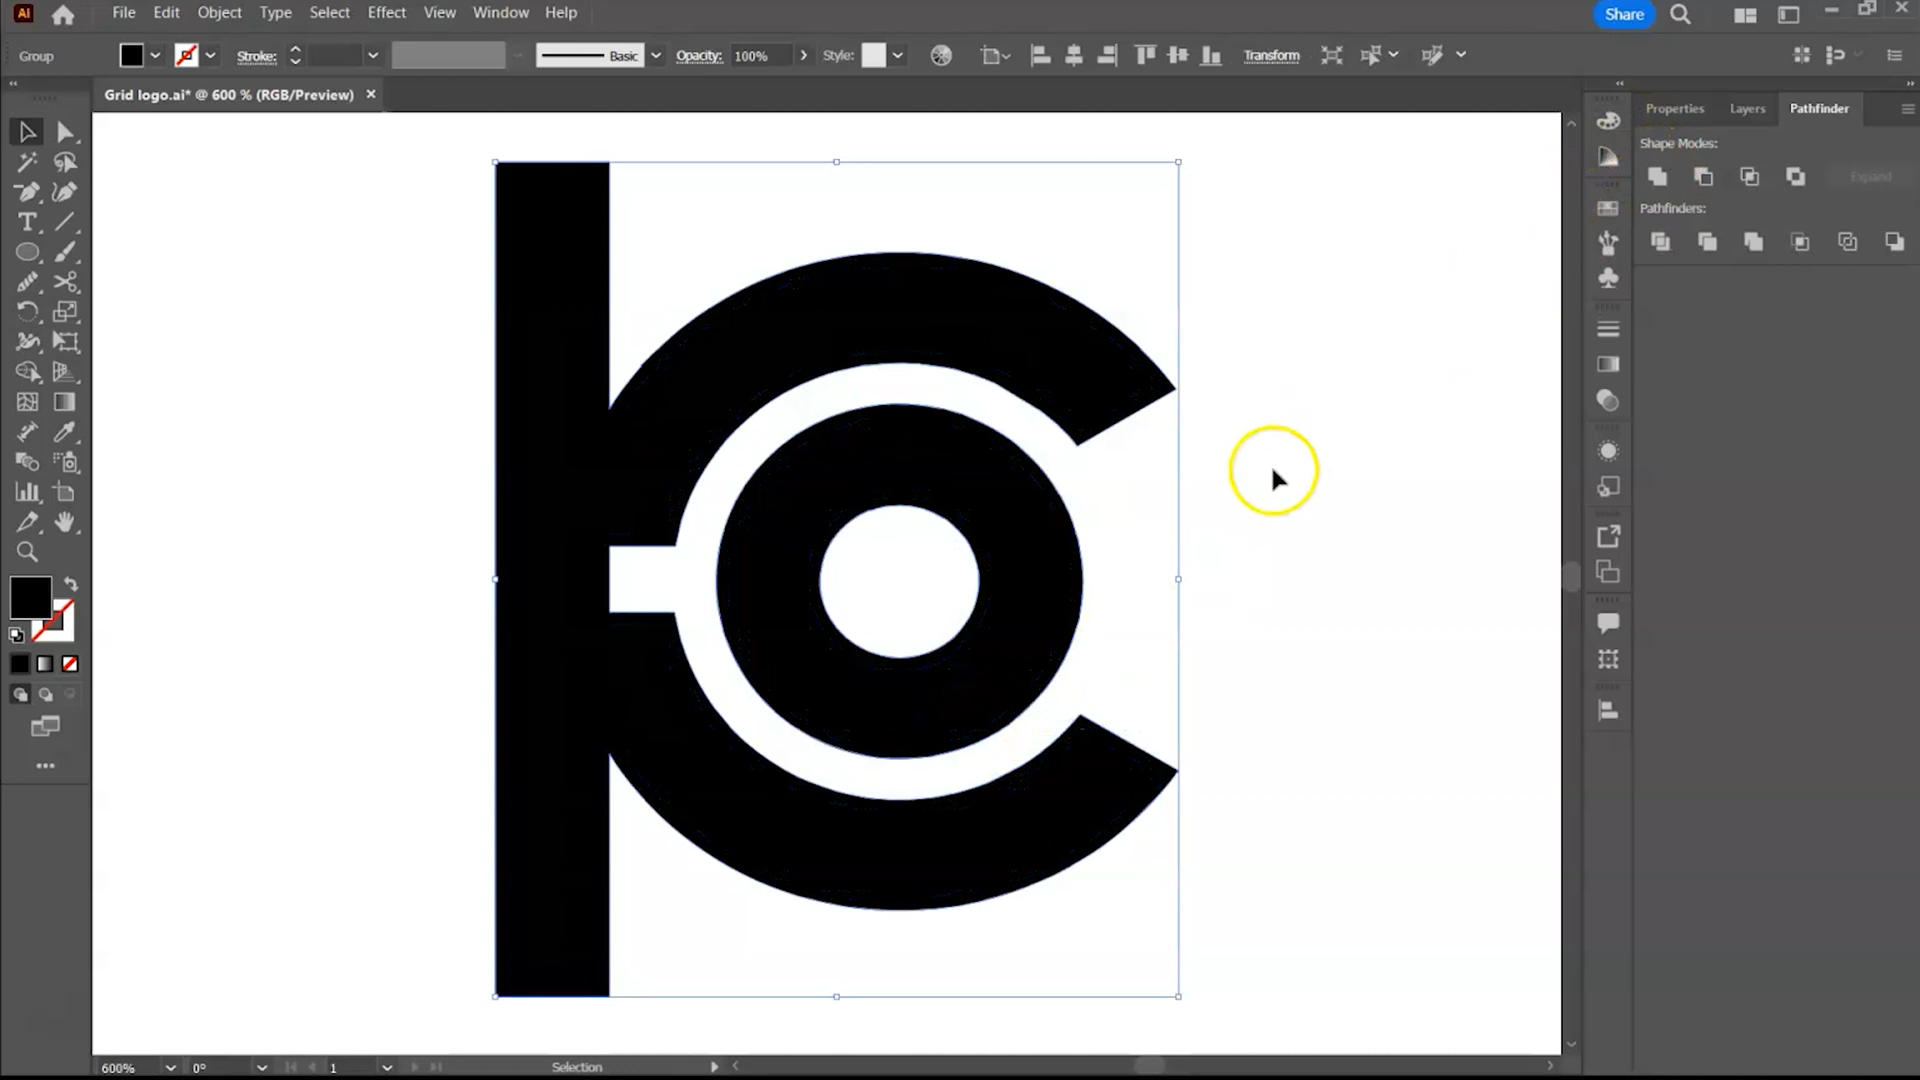 Ai File Edit Object Type Select Effect View Window Help Share
Group Stroke: Basic Opacity: 100% Style: Transform
Grid logo.ai* @ 600 % (RGB/Preview) ×
Properties Layers Pathfinder
Shape Modes:
Expand
Pathfinders:
600% 0° 1 Selection